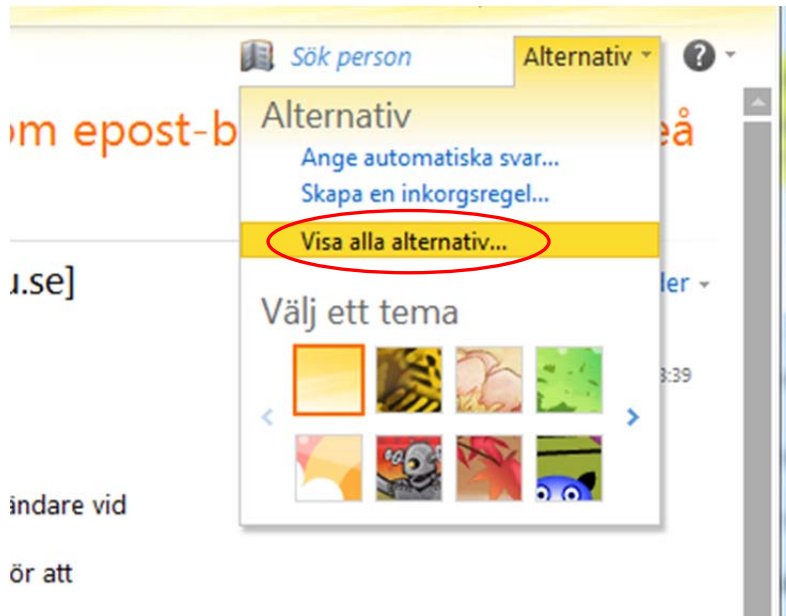 Sök person Alternativ ?
om epost-b eå
Alternativ
Ange automatiska svar...
Skapa en inkorgsregel...
Visa alla alternativ...
u.se] ler
Välj ett tema
3:39
ändare vid
ör att